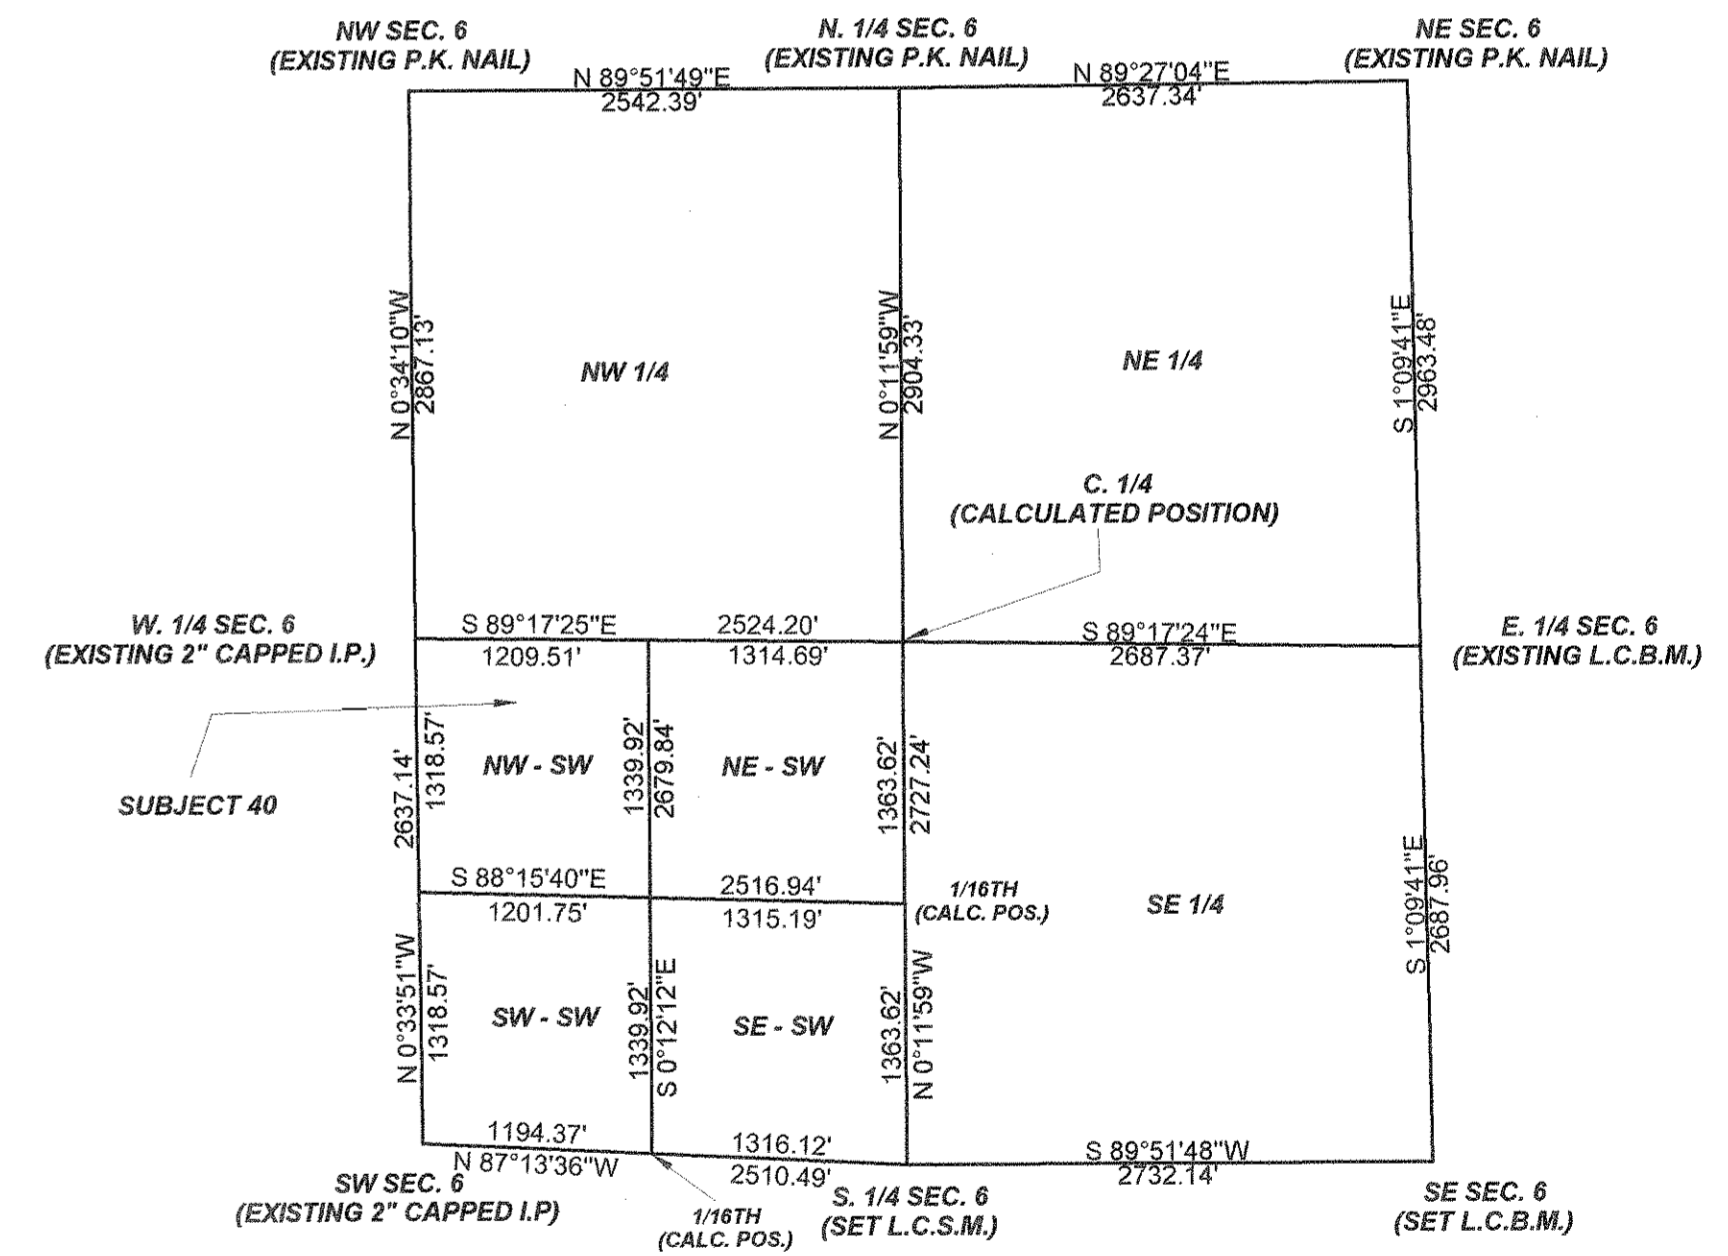 NW SEC. 6
(EXISTING P.K. NAIL)
N. 1/4 SEC. 6
(EXISTING P.K. NAIL)
NE SEC. 6
(EXISTING P.K. NAIL)
N 89°51'49"E
2542.39'
N 89°27'04"E
2637.34'
N 0°34'10"W
2867.13'
NW 1/4
N 0°11'59"W
2904.33'
NE 1/4
S 1°09'41"E
2963.48'
C. 1/4
(CALCULATED POSITION)
W. 1/4 SEC. 6
(EXISTING 2" CAPPED I.P.)
S 89°17'25"E
2524.20'
1209.51'
1314.69'
S 89°17'24"E
2687.37'
E. 1/4 SEC. 6
(EXISTING L.C.B.M.)
SUBJECT 40
2637.14'
1318.57'
NW - SW
1339.92'
2679.84'
NE - SW
1363.62'
2727.24'
S 88°15'40"E
2516.94'
1201.75'
1315.19'
1/16TH
(CALC. POS.)
SE 1/4
S 1°09'41"E
2687.96'
N 0°33'51"W
1318.57'
SW - SW
1339.92'
S 0°12'12"E
SE - SW
1363.62'
N 0°11'59"W
1194.37'
N 87°13'36"W
1316.12'
2510.49'
S 89°51'48"W
2732.14'
SW SEC. 6
(EXISTING 2" CAPPED I.P)
1/16TH
(CALC. POS.)
S. 1/4 SEC. 6
(SET L.C.S.M.)
SE SEC. 6
(SET L.C.B.M.)